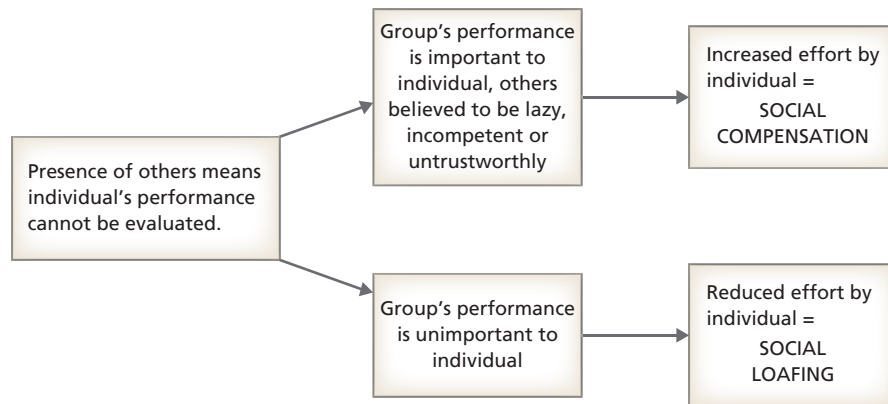 Presence of others means
individual's performance
cannot be evaluated.
Group's performance
is important to
individual, others
believed to be lazy,
incompetent or
untrustworthly
Increased effort by
individual =
SOCIAL
COMPENSATION
Group's performance
is unimportant to
individual
Reduced effort by
individual =
SOCIAL
LOAFING